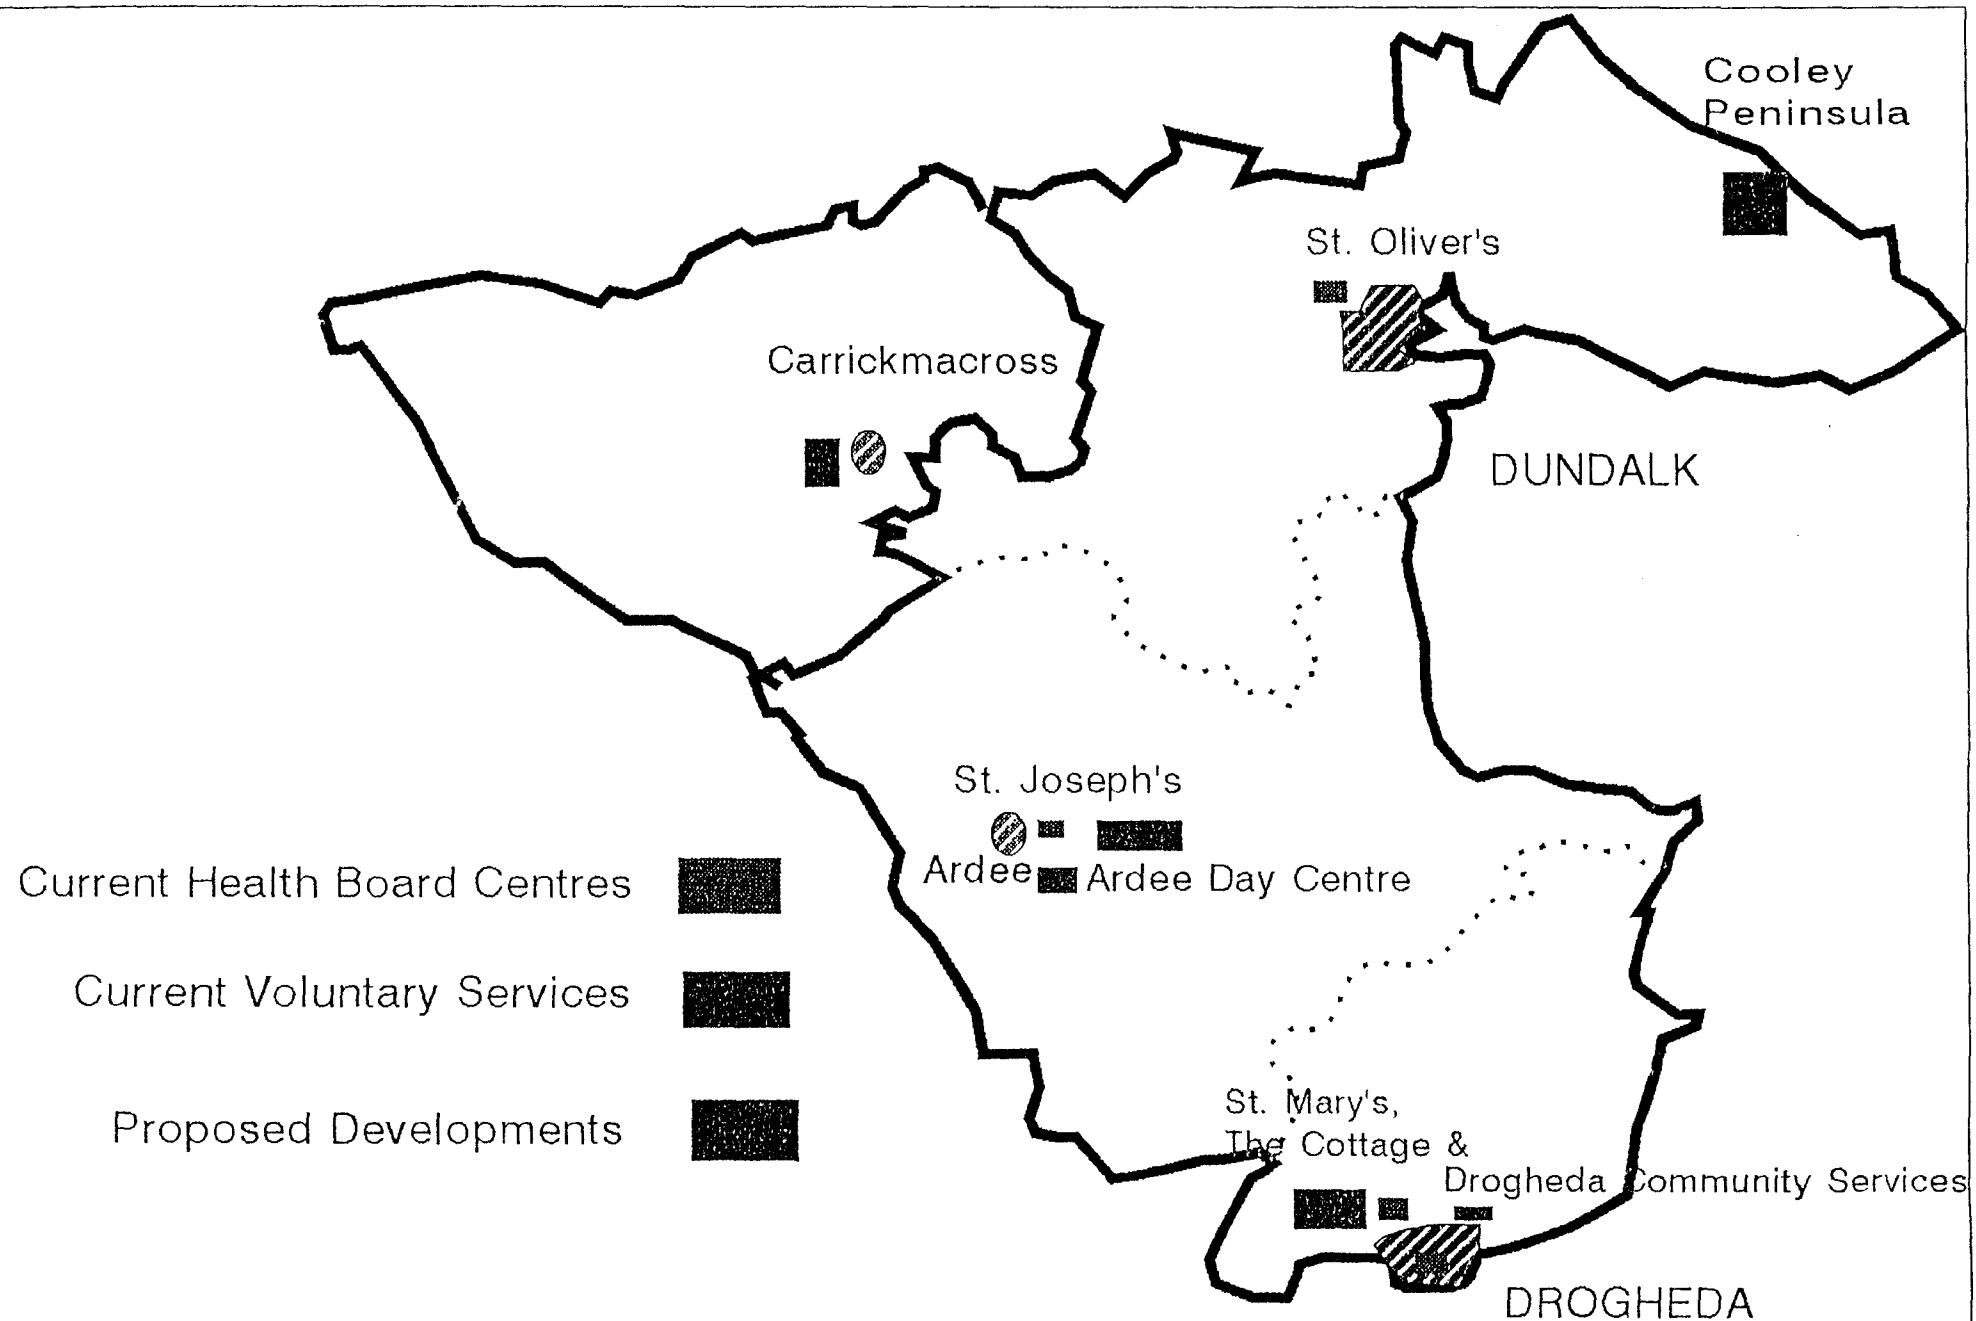 Cooley
Peninsula
St. Oliver's
Carrickmacross
DUNDALK
St. Joseph's
Ardee
Ardee Day Centre
Current Health Board Centres
Current Voluntary Services
Proposed Developments
St. Mary's,
The Cottage &
Drogheda Community Services
DROGHEDA